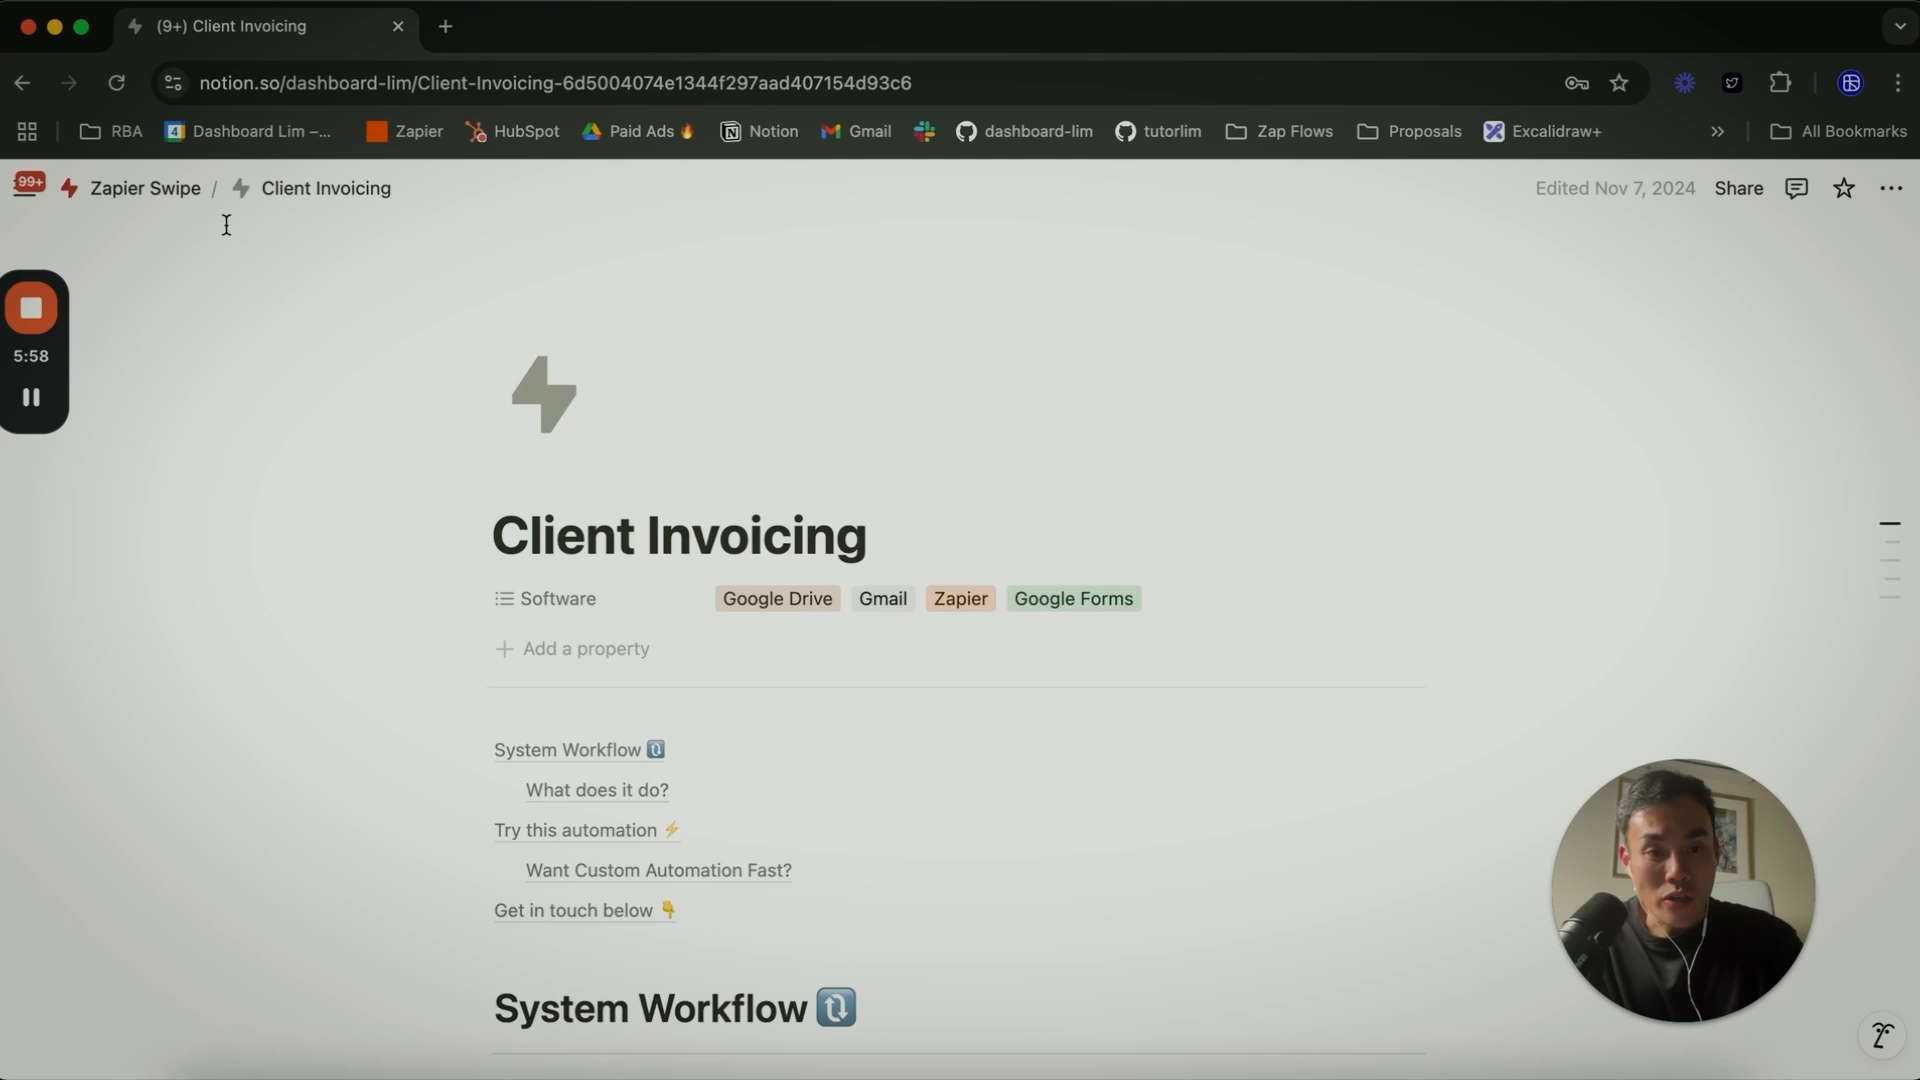 (9+) Client Invoicing
notion.so/dashboard-lim/Client-Invoicing-6d5004074e1344f297aad407154d93c6
RBA 4 Dashboard Lim –... Zapier HubSpot Paid Ads 🔥 Notion Gmail dashboard-lim tutorlim Zap Flows Proposals Excalidraw+ All Bookmarks
99+ Zapier Swipe / Client Invoicing Edited Nov 7, 2024 Share
5:58
Client Invoicing
Software Google Drive Gmail Zapier Google Forms
Add a property
System Workflow 🔃
What does it do?
Try this automation ⚡
Want Custom Automation Fast?
Get in touch below 👇
System Workflow 🔃